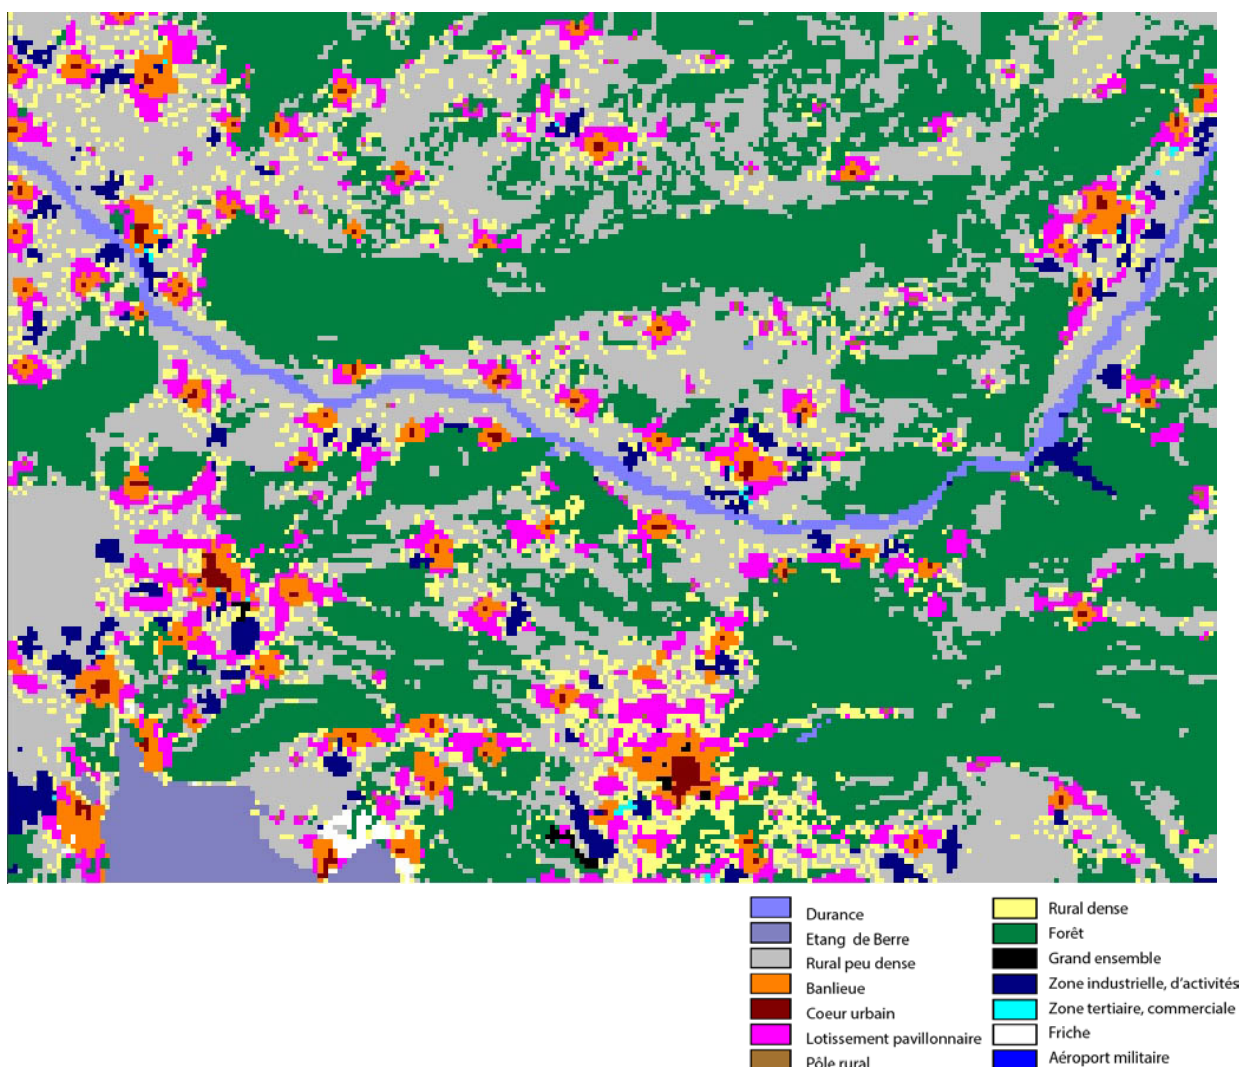 Durance
Etang de Berre
Rural peu dense
Banlieue
Coeur urbain
Lotissement pavillonnaire
Pôle rural
Rural dense
Forêt
Grand ensemble
Zone industrielle, d'activités
Zone tertiaire, commerciale
Friche
Aéroport militaire